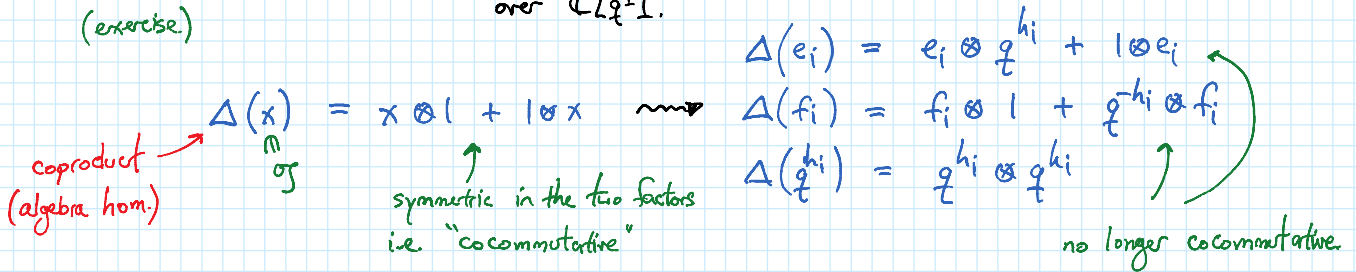 over ℂ[q^{±1}].
(exercise.)
Δ(e_i) = e_i ⊗ q^{h_i} + 1⊗e_i
Δ(x) = x ⊗ 1 + 1 ⊗ x ⟿ Δ(f_i) = f_i ⊗ 1 + q^{-h_i} ⊗ f_i
∈ 𝔤
Δ(q^{h_i}) = q^{h_i} ⊗ q^{h_i}
coproduct
(algebra hom.)
symmetric in the two factors
i.e. "cocommutative"
no longer cocommutative.